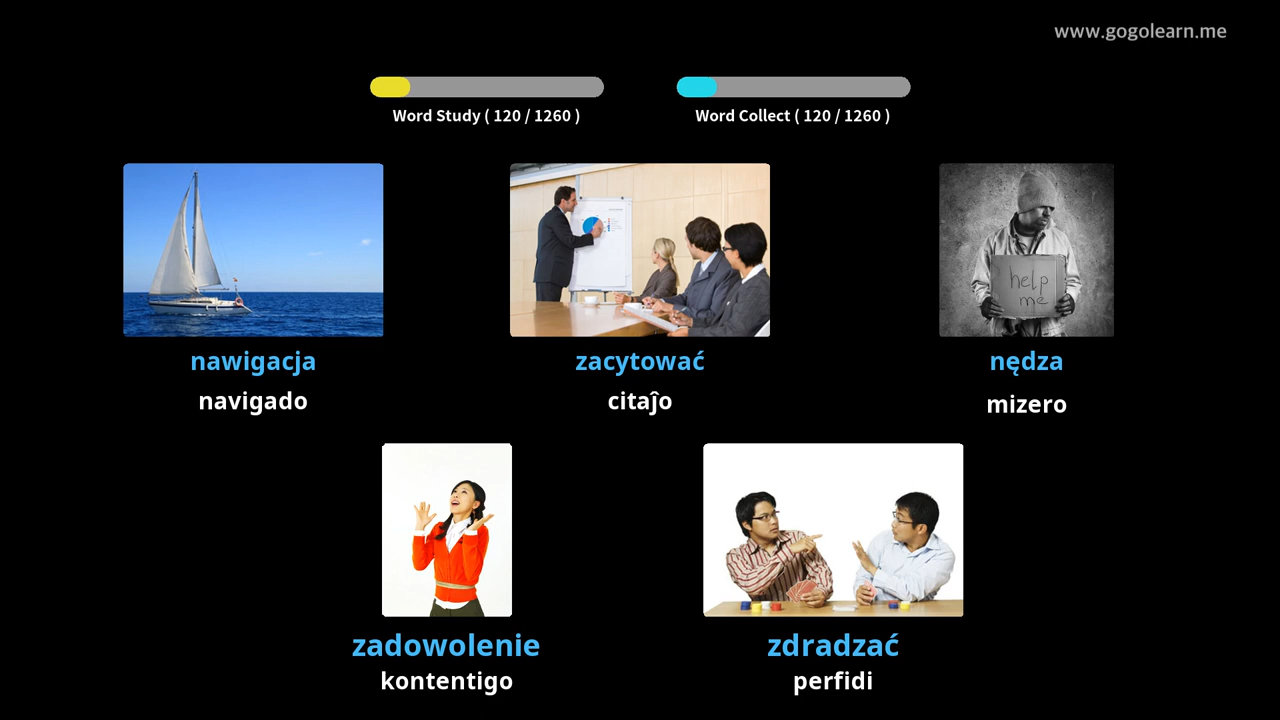 www.gogolearn.me
Word Study ( 120 / 1260 )
Word Collect ( 120 / 1260 )
help
me
nawigacja
navigado
zacytować
citaĵo
nędza
mizero
zadowolenie
kontentigo
zdradzać
perfidi